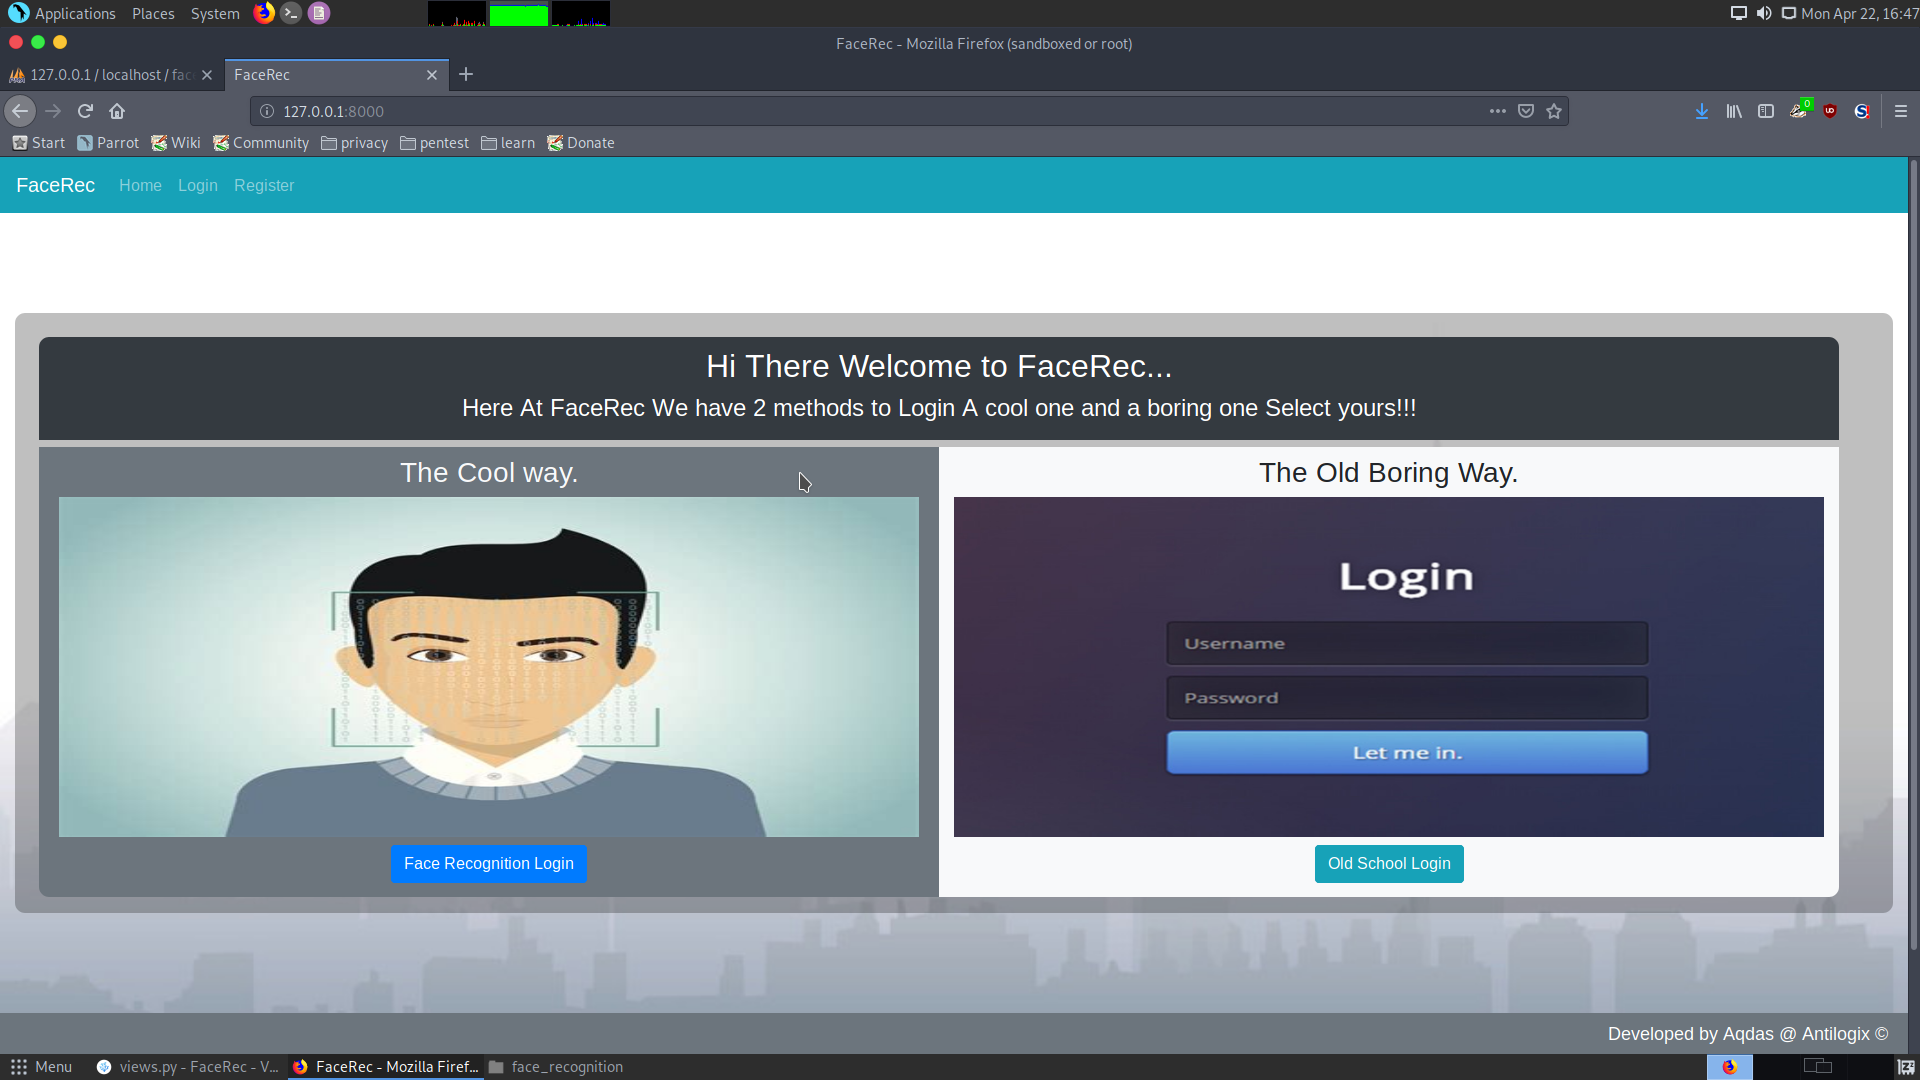 Applications Places System
Mon Apr 22, 16:47
FaceRec - Mozilla Firefox (sandboxed or root)
127.0.0.1 / localhost / fac
FaceRec
127.0.0.1:8000
0
Start Parrot Wiki Community privacy pentest learn Donate
FaceRec Home Login Register
Hi There Welcome to FaceRec...
Here At FaceRec We have 2 methods to Login A cool one and a boring one Select yours!!!
The Cool way.
Face Recognition Login
The Old Boring Way.
Login
Username
Password
Let me in.
Old School Login
Developed by Aqdas @ Antilogix ©
Menu views.py - FaceRec - V... FaceRec - Mozilla Firef... face_recognition